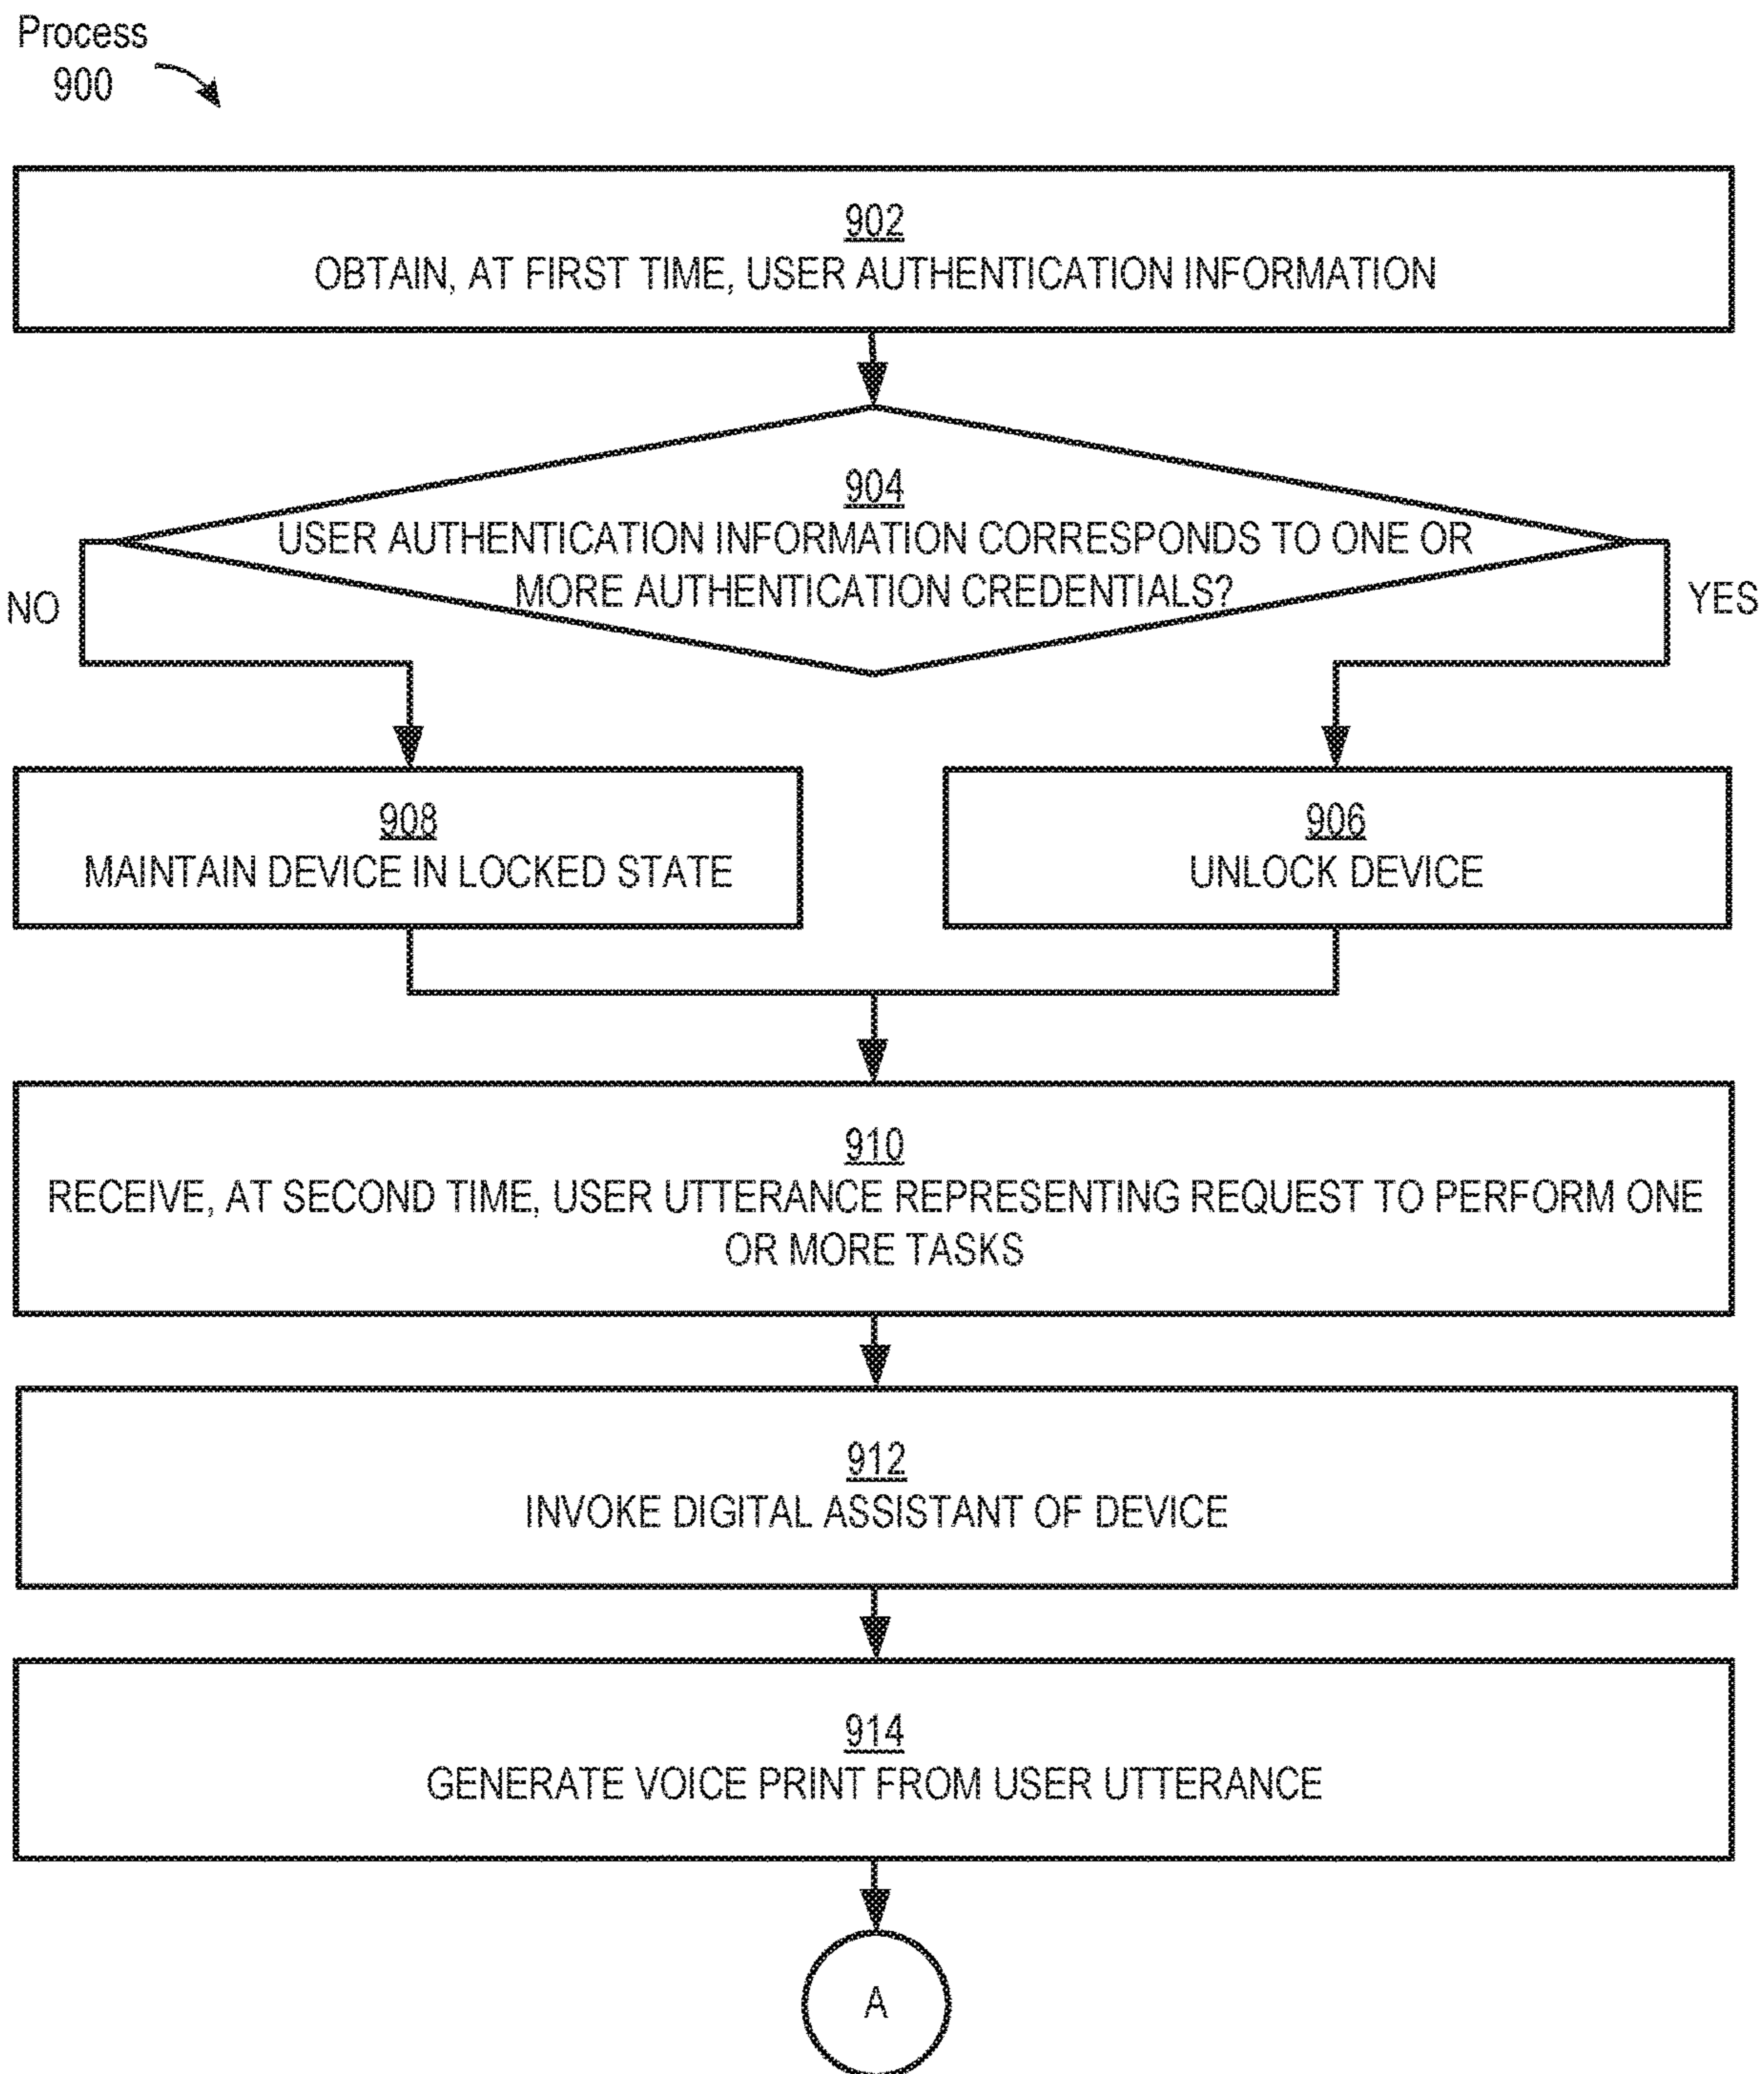 Process
900
902
OBTAIN, AT FIRST TIME, USER AUTHENTICATION INFORMATION
904
USER AUTHENTICATION INFORMATION CORRESPONDS TO ONE OR
MORE AUTHENTICATION CREDENTIALS?
NO
YES
908
MAINTAIN DEVICE IN LOCKED STATE
906
UNLOCK DEVICE
910
RECEIVE, AT SECOND TIME, USER UTTERANCE REPRESENTING REQUEST TO PERFORM ONE
OR MORE TASKS
912
INVOKE DIGITAL ASSISTANT OF DEVICE
914
GENERATE VOICE PRINT FROM USER UTTERANCE
A